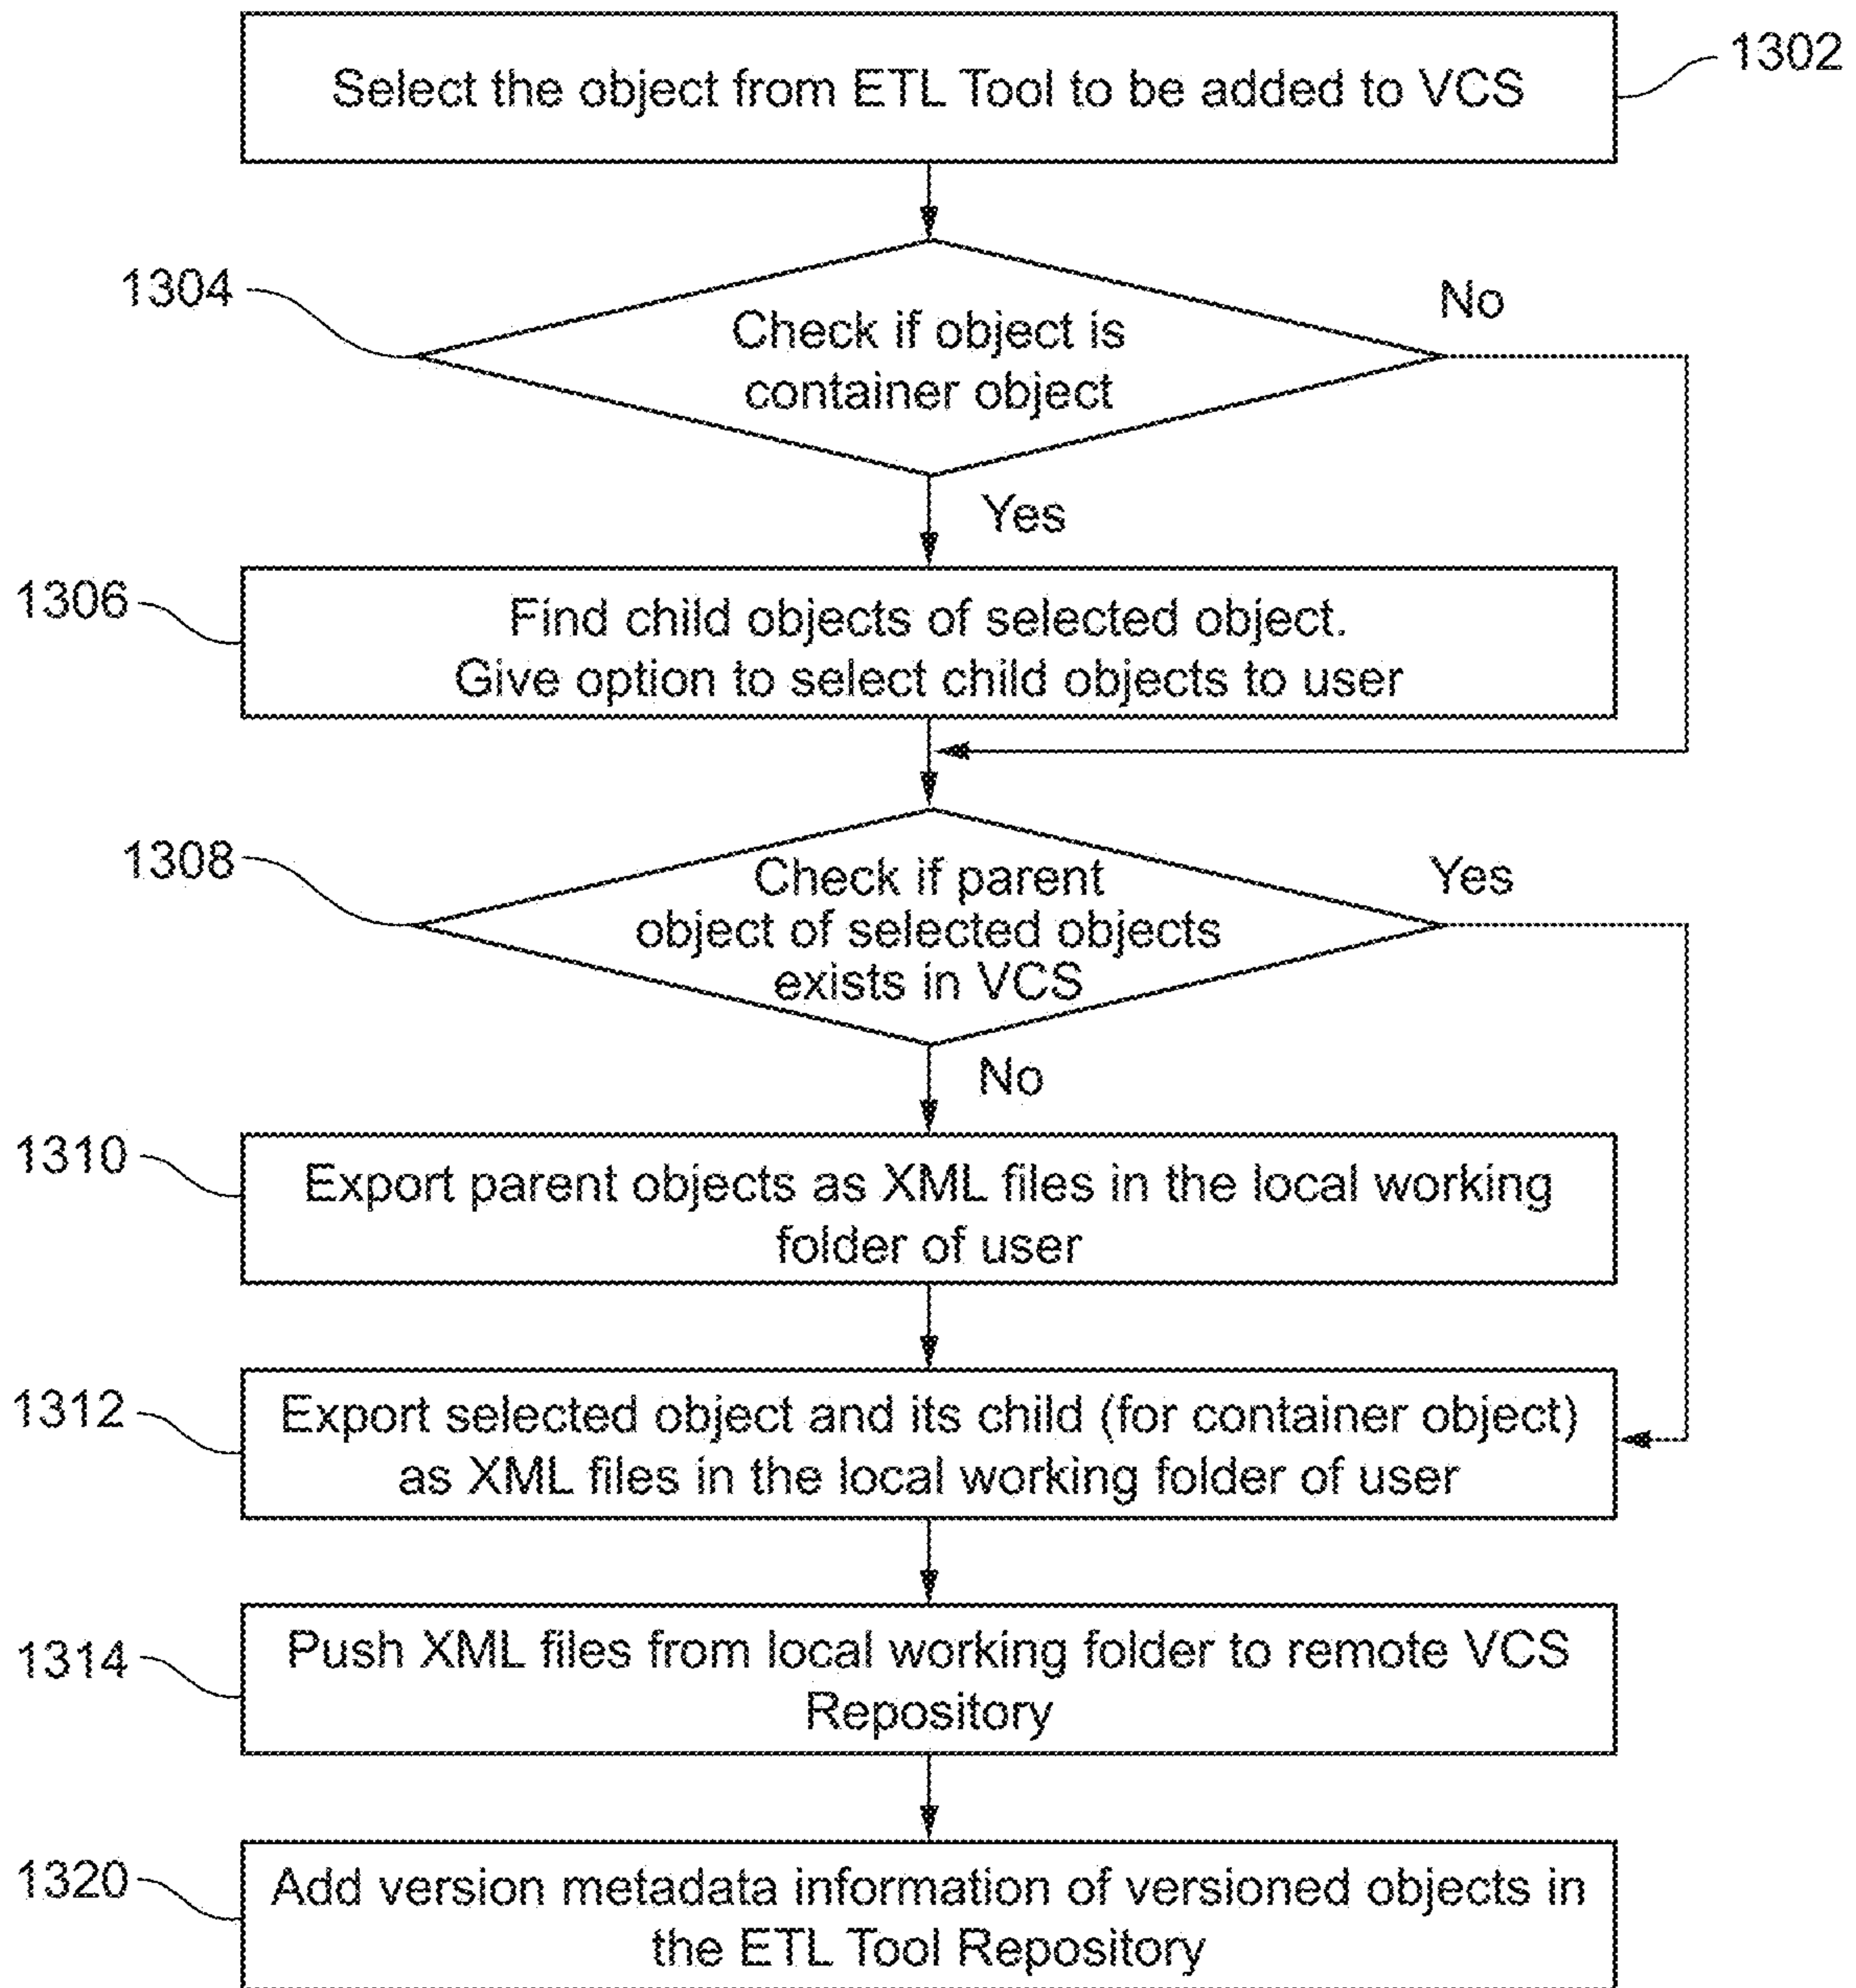 Select the object from ETL Tool to be added to VCS
1302
1304
No
Check if object is
container object
Yes
1306
Find child objects of selected object.
Give option to select child objects to user
1308
Yes
Check if parent
object of selected objects
exists in VCS
No
1310
Export parent objects as XML files in the local working
folder of user
1312
Export selected object and its child (for container object)
as XML files in the local working folder of user
1314
Push XML files from local working folder to remote VCS
Repository
1320
Add version metadata information of versioned objects in
the ETL Tool Repository